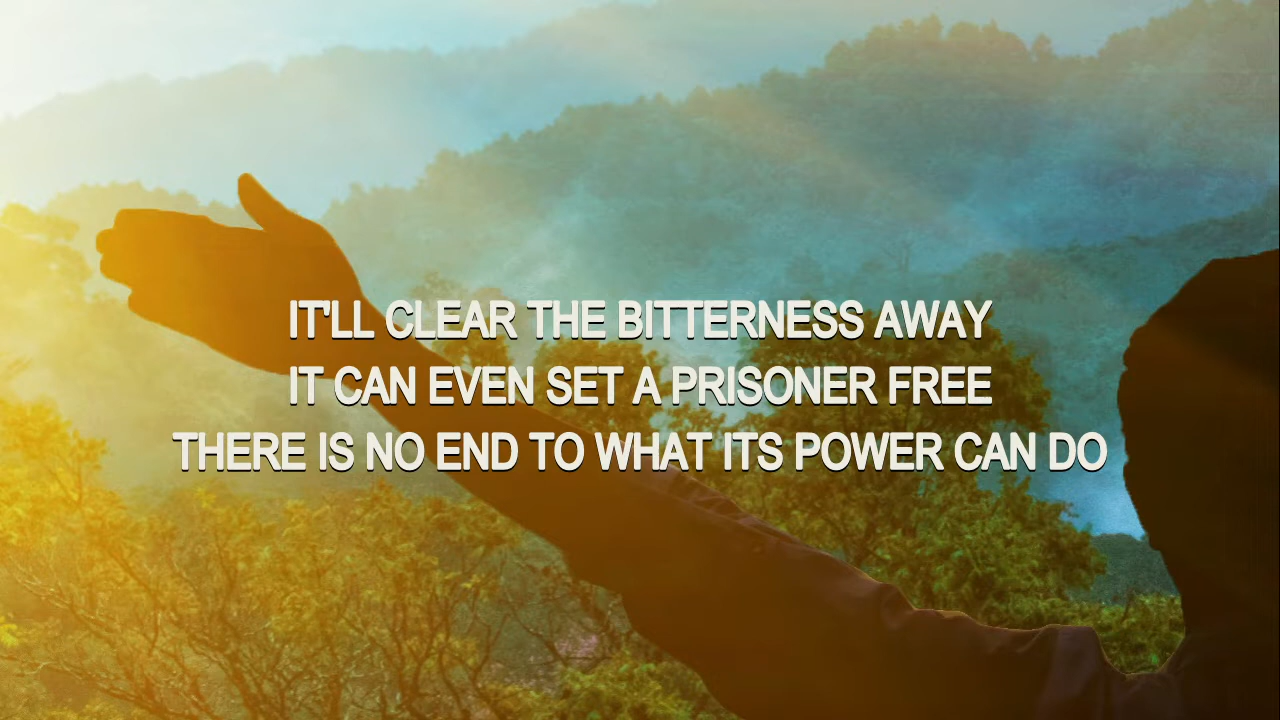 IT'LL CLEAR THE BITTERNESS AWAY
IT CAN EVEN SET A PRISONER FREE
THERE IS NO END TO WHAT ITS POWER CAN DO